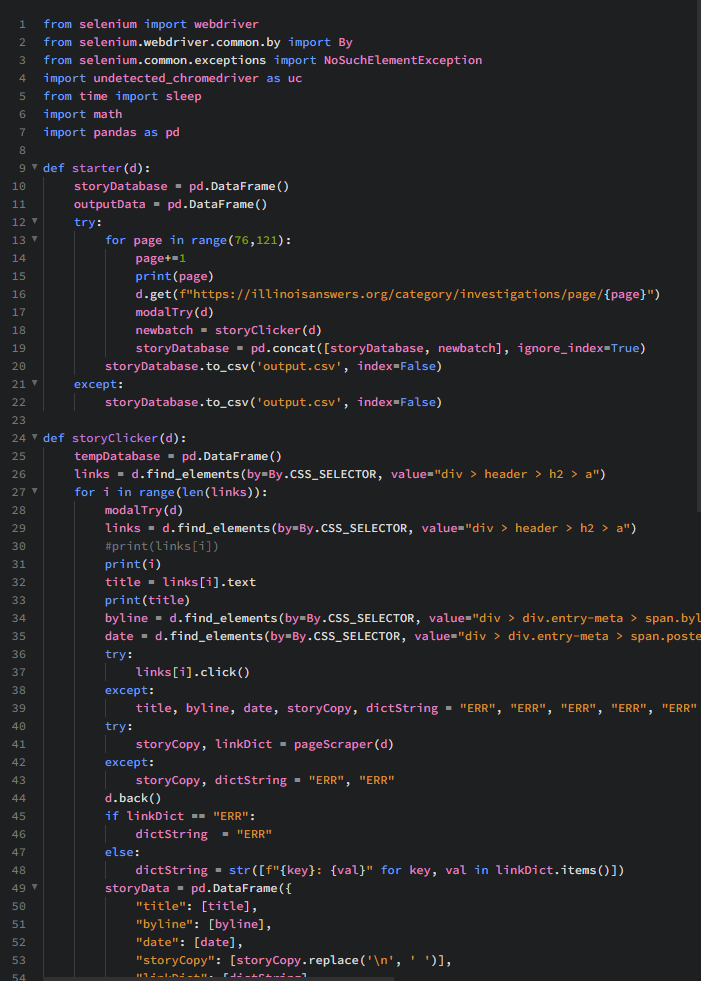 1 from selenium import webdriver
2 from selenium.webdriver.common.by import By
3 from selenium.common.exceptions import NoSuchElementException
4 import undetected_chromedriver as uc
5 from time import sleep
6 import math
7 import pandas as pd
8
9 def starter(d):
10 storyDatabase = pd.DataFrame()
11 outputData = pd.DataFrame()
12 try:
13 for page in range(76,121):
14 page+=1
15 print(page)
16 d.get(f"https://illinoisanswers.org/category/investigations/page/{page}")
17 modalTry(d)
18 newbatch = storyClicker(d)
19 storyDatabase = pd.concat([storyDatabase, newbatch], ignore_index=True)
20 storyDatabase.to_csv('output.csv', index=False)
21 except:
22 storyDatabase.to_csv('output.csv', index=False)
23
24 def storyClicker(d):
25 tempDatabase = pd.DataFrame()
26 links = d.find_elements(by=By.CSS_SELECTOR, value="div > header > h2 > a")
27 for i in range(len(links)):
28 modalTry(d)
29 links = d.find_elements(by=By.CSS_SELECTOR, value="div > header > h2 > a")
30 #print(links[i])
31 print(i)
32 title = links[i].text
33 print(title)
34 byline = d.find_elements(by=By.CSS_SELECTOR, value="div > div.entry-meta > span.byl
35 date = d.find_elements(by=By.CSS_SELECTOR, value="div > div.entry-meta > span.poste
36 try:
37 links[i].click()
38 except:
39 title, byline, date, storyCopy, dictString = "ERR", "ERR", "ERR", "ERR", "ERR"
40 try:
41 storyCopy, linkDict = pageScraper(d)
42 except:
43 storyCopy, dictString = "ERR", "ERR"
44 d.back()
45 if linkDict == "ERR":
46 dictString  = "ERR"
47 else:
48 dictString = str([f"{key}: {val}" for key, val in linkDict.items()])
49 storyData = pd.DataFrame({
50 "title": [title],
51 "byline": [byline],
52 "date": [date],
53 "storyCopy": [storyCopy.replace('\n', ' ')],
54 "linkDict": [dictString]